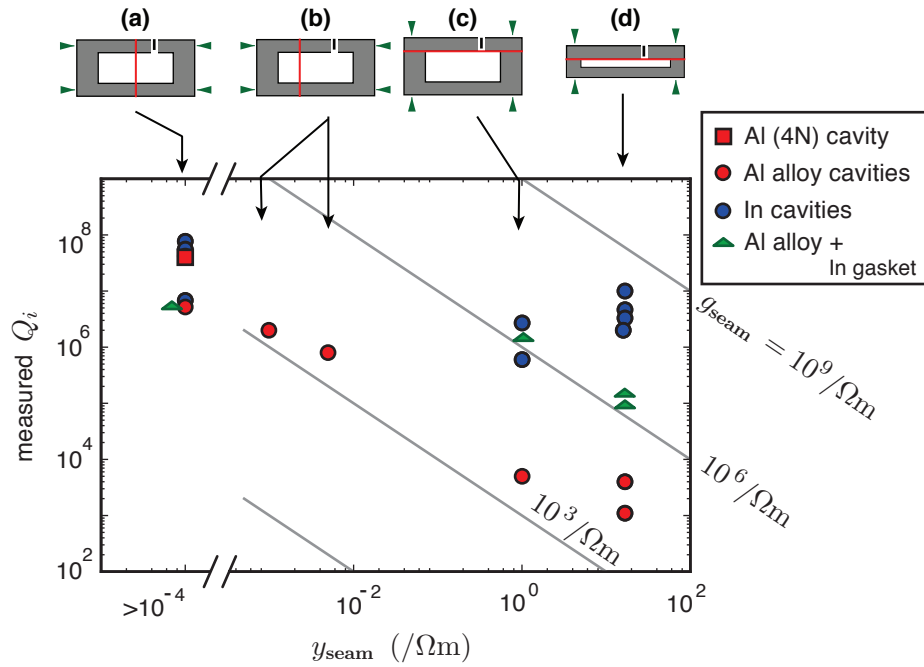 (a) (b) (c) (d)
Al (4N) cavity
Al alloy cavities
In cavities
Al alloy +
In gasket
measured Q_i
10^8
10^6
10^4
10^2
g_seam = 10^9/Ωm
10^6/Ωm
10^3/Ωm
>10^-4 10^-2 10^0 10^2
y_seam (/Ωm)